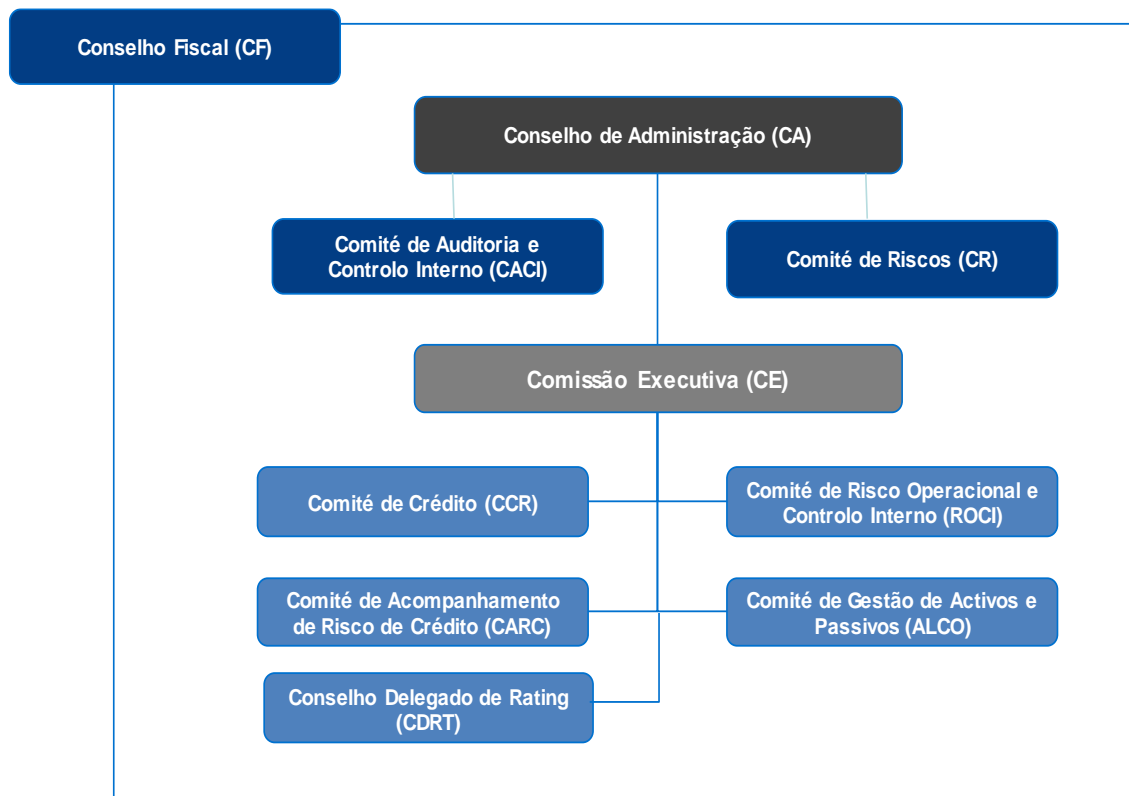 Conselho Fiscal (CF)
Conselho de Administração (CA)
Comité de Auditoria e
Controlo Interno (CACI)
Comité de Riscos (CR)
Comissão Executiva (CE)
Comité de Crédito (CCR)
Comité de Risco Operacional e
Controlo Interno (ROCI)
Comité de Acompanhamento
de Risco de Crédito (CARC)
Comité de Gestão de Activos e
Passivos (ALCO)
Conselho Delegado de Rating
(CDRT)